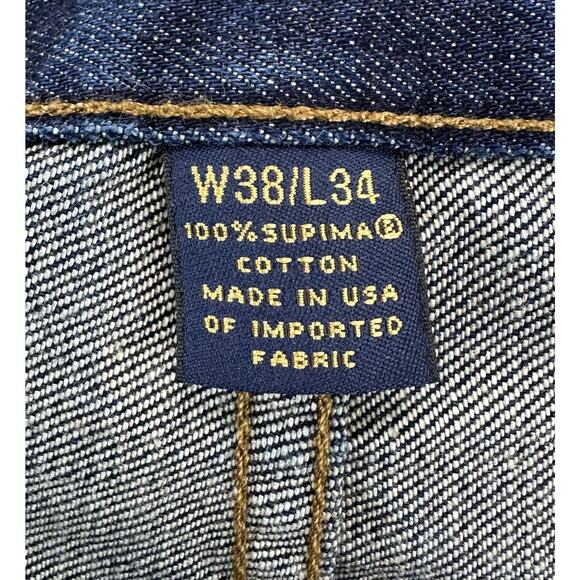 W38/L34
100% SUPIMA®
COTTON
MADE IN USA
OF IMPORTED
FABRIC